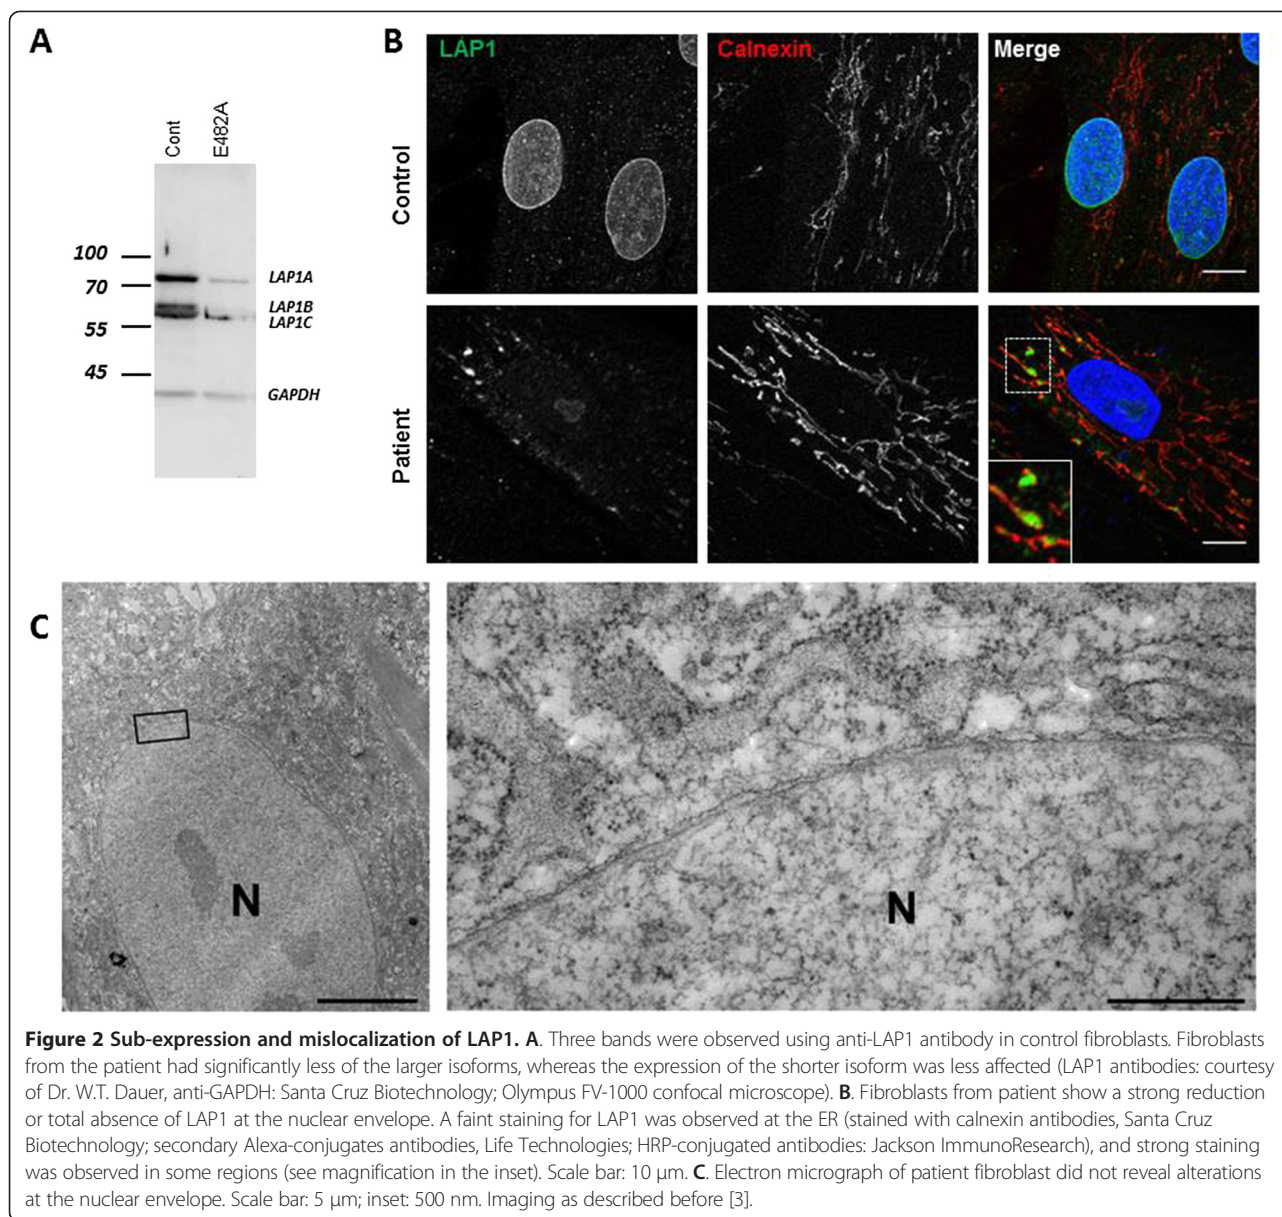 A
B
Cont
E482A
100
70
55
45
LAP1A
LAP1B
LAP1C
GAPDH
LAP1
Calnexin
Merge
Control
Patient
C
N
N
Figure 2 Sub-expression and mislocalization of LAP1. A. Three bands were observed using anti-LAP1 antibody in control fibroblasts. Fibroblasts
from the patient had significantly less of the larger isoforms, whereas the expression of the shorter isoform was less affected (LAP1 antibodies: courtesy
of Dr. W.T. Dauer, anti-GAPDH: Santa Cruz Biotechnology; Olympus FV-1000 confocal microscope). B. Fibroblasts from patient show a strong reduction
or total absence of LAP1 at the nuclear envelope. A faint staining for LAP1 was observed at the ER (stained with calnexin antibodies, Santa Cruz
Biotechnology; secondary Alexa-conjugates antibodies, Life Technologies; HRP-conjugated antibodies: Jackson ImmunoResearch), and strong staining
was observed in some regions (see magnification in the inset). Scale bar: 10 μm. C. Electron micrograph of patient fibroblast did not reveal alterations
at the nuclear envelope. Scale bar: 5 μm; inset: 500 nm. Imaging as described before [3].